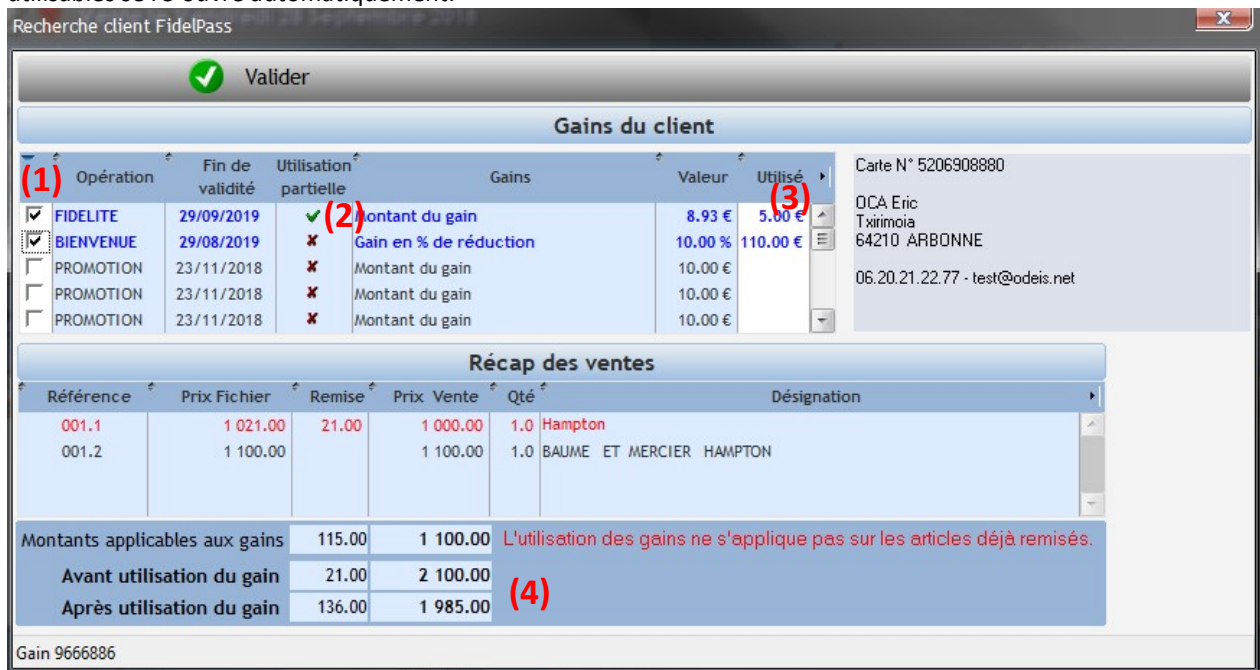 Recherche client FidelPass
X
Valider
Gains du client
(1) Opération Fin de validité Utilisation partielle Gains Valeur Utilisé (3)
FIDELITE 29/09/2019 (2) Montant du gain 8.93 € 5.00 €
BIENVENUE 29/08/2019 Gain en % de réduction 10.00 % 110.00 €
PROMOTION 23/11/2018 Montant du gain 10.00 €
PROMOTION 23/11/2018 Montant du gain 10.00 €
PROMOTION 23/11/2018 Montant du gain 10.00 €
Carte N° 5206908880
OCA Eric
Txirimoia
64210 ARBONNE
06.20.21.22.77 - test@odeis.net
Récap des ventes
Référence Prix Fichier Remise Prix Vente Qté Désignation
001.1 1 021.00 21.00 1 000.00 1.0 Hampton
001.2 1 100.00 1 100.00 1.0 BAUME ET MERCIER HAMPTON
Montants applicables aux gains 115.00 1 100.00 L'utilisation des gains ne s'applique pas sur les articles déjà remisés.
Avant utilisation du gain 21.00 2 100.00 (4)
Après utilisation du gain 136.00 1 985.00
Gain 9666886